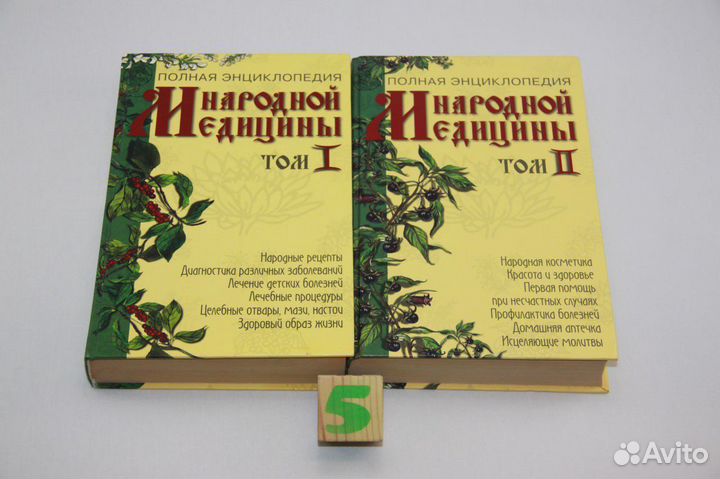 ПОЛНАЯ ЭНЦИКЛОПЕДИЯ
НАРОДНОЙ
МЕДИЦИНЫ
ТОМ I
Народные рецепты
Диагностика различных заболеваний
Лечение детских болезней
Лечебные процедуры
Целебные отвары, мази, настои
Здоровый образ жизни
ПОЛНАЯ ЭНЦИКЛОПЕДИЯ
НАРОДНОЙ
МЕДИЦИНЫ
ТОМ II
Народная косметика
Красота и здоровье
Первая помощь
при несчастных случаях
Профилактика болезней
Домашняя аптечка
Исцеляющие молитвы
5
Avito